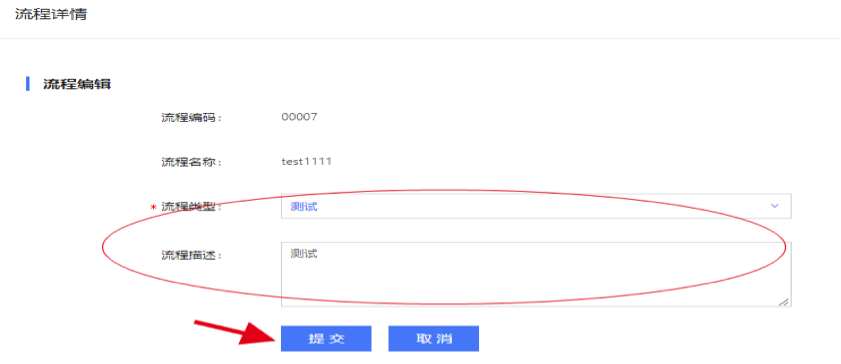 流程详情
流程编辑
流程编码： 00007
流程名称： test1111
* 流程类型： 测试
流程描述： 测试
提交 取消